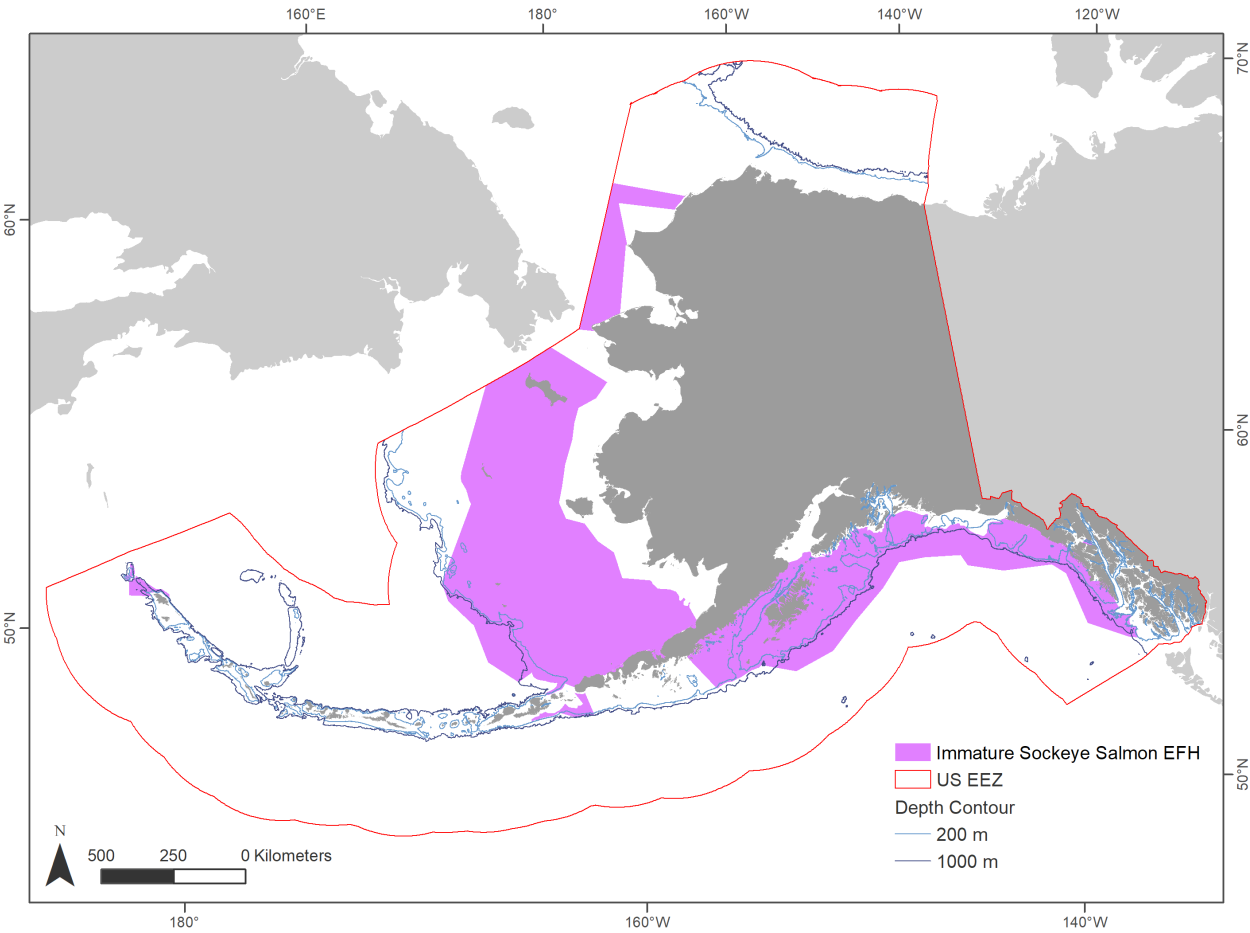 160°E 180° 160°W 140°W 120°W
70°N
60°N
60°N
50°N
50°N
Immature Sockeye Salmon EFH
US EEZ
Depth Contour
200 m
1000 m
N
500 250 0 Kilometers
180° 160°W 140°W